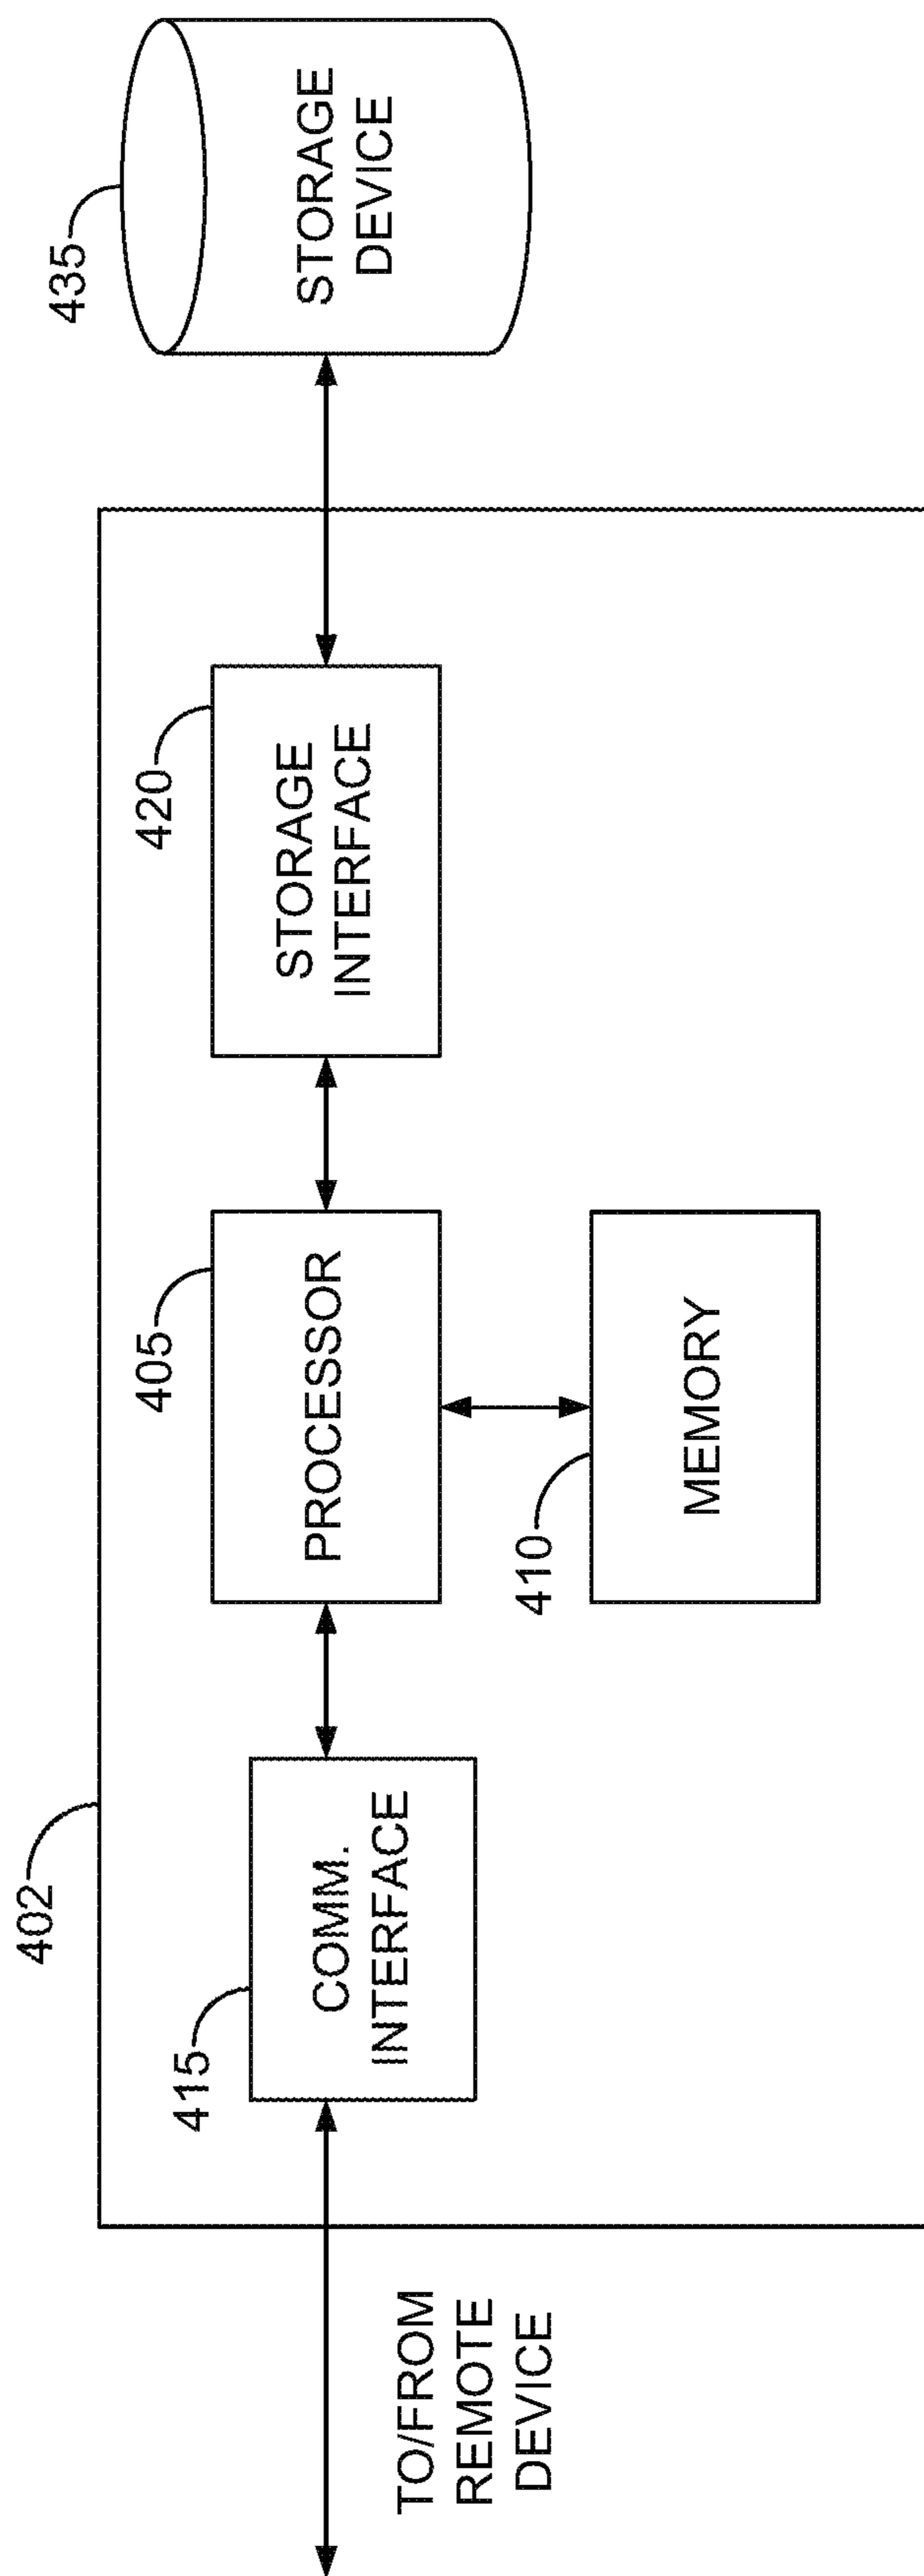 402
415
COMM.
INTERFACE
405
PROCESSOR
420
STORAGE
INTERFACE
435
STORAGE
DEVICE
410
MEMORY
TO/FROM
REMOTE
DEVICE